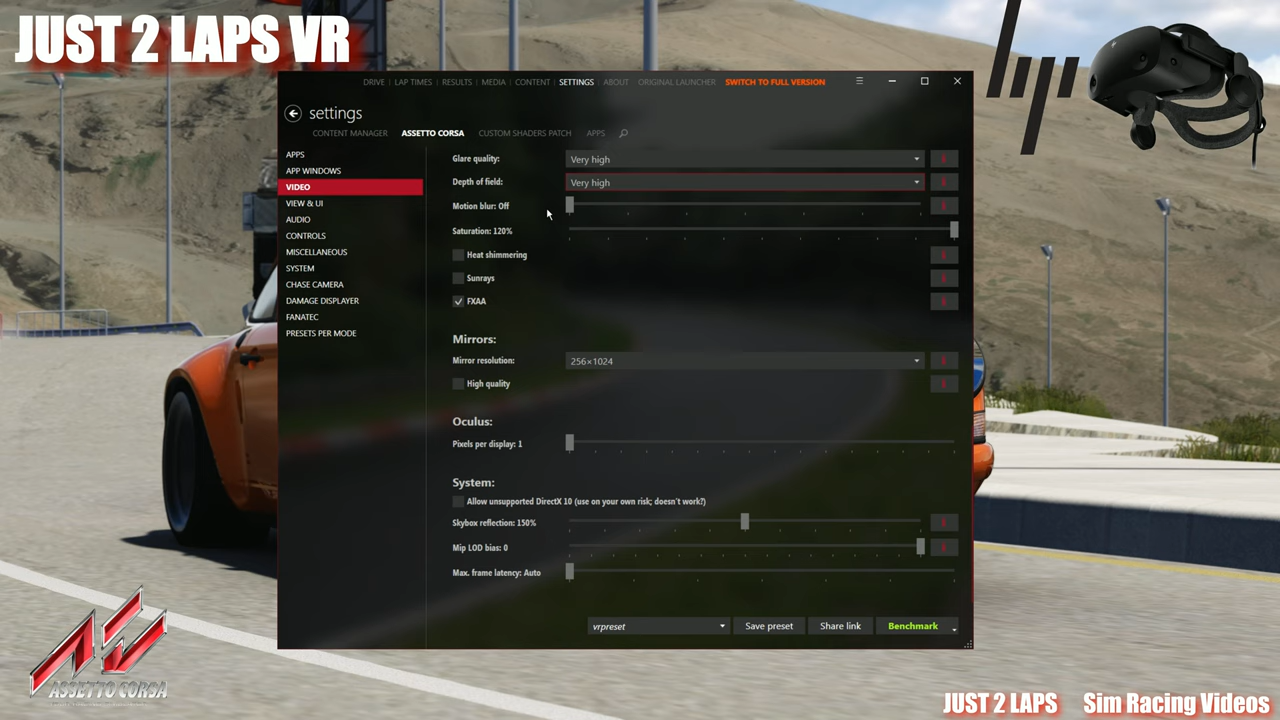 JUST 2 LAPS VR
hp
DRIVE LAP TIMES RESULTS MEDIA CONTENT SETTINGS ABOUT ORIGINAL LAUNCHER SWITCH TO FULL VERSION
settings
CONTENT MANAGER ASSETTO CORSA CUSTOM SHADERS PATCH APPS
APPS
APP WINDOWS
VIDEO
VIEW & UI
AUDIO
CONTROLS
MISCELLANEOUS
SYSTEM
CHASE CAMERA
DAMAGE DISPLAYER
FANATEC
PRESETS PER MODE
Glare quality: Very high
Depth of field: Very high
Motion blur: Off
Saturation: 120%
Heat shimmering
Sunrays
FXAA
Mirrors:
Mirror resolution: 256×1024
High quality
Oculus:
Pixels per display: 1
System:
Allow unsupported DirectX 10 (use on your own risk; doesn't work?)
Skybox reflection: 150%
Mip LOD bias: 0
Max. frame latency: Auto
vrpreset Save preset Share link Benchmark
ASSETTO CORSA
JUST 2 LAPS Sim Racing Videos